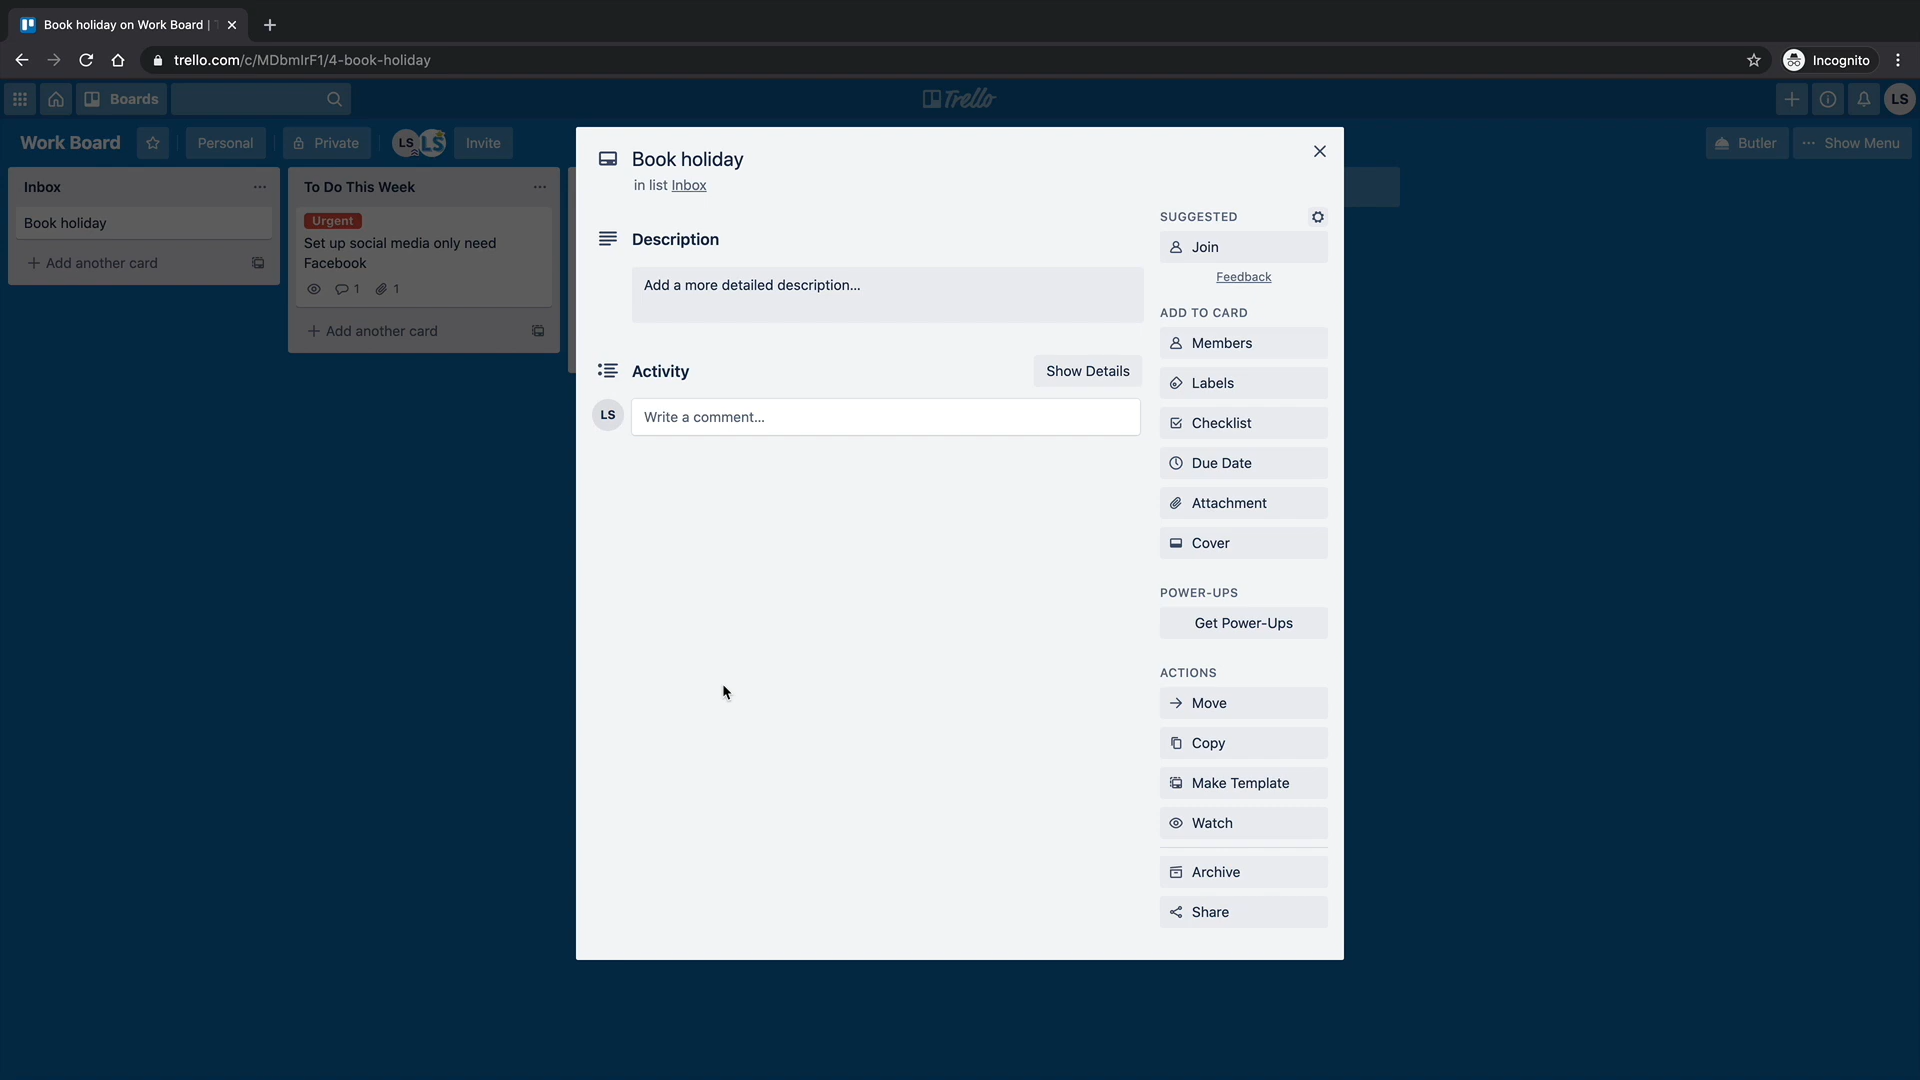 Book holiday on Work Board |
trello.com/c/MDbmIrF1/4-book-holiday
Incognito
Boards
Trello
LS
Work Board
Personal
Private
LS
LS
Invite
Butler
Show Menu
Inbox
Book holiday
Add another card
To Do This Week
Urgent
Set up social media only need
Facebook
1
1
Add another card
Book holiday
in list Inbox
Description
Add a more detailed description...
Activity
Show Details
LS
Write a comment...
SUGGESTED
Join
Feedback
ADD TO CARD
Members
Labels
Checklist
Due Date
Attachment
Cover
POWER-UPS
Get Power-Ups
ACTIONS
Move
Copy
Make Template
Watch
Archive
Share